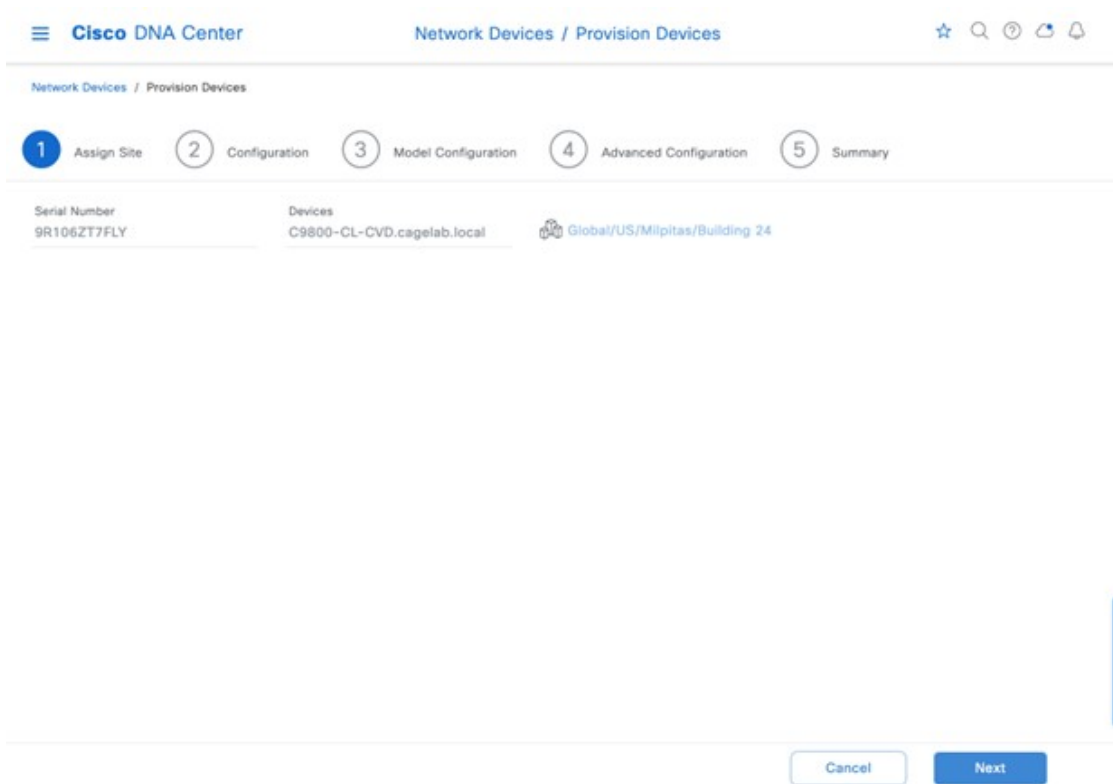 Cisco DNA Center
Network Devices / Provision Devices
Network Devices / Provision Devices
1 Assign Site 2 Configuration 3 Model Configuration 4 Advanced Configuration 5 Summary
Serial Number Devices
9R106ZT7FLY C9800-CL-CVD.cagelab.local Global/US/Milpitas/Building 24
Cancel Next